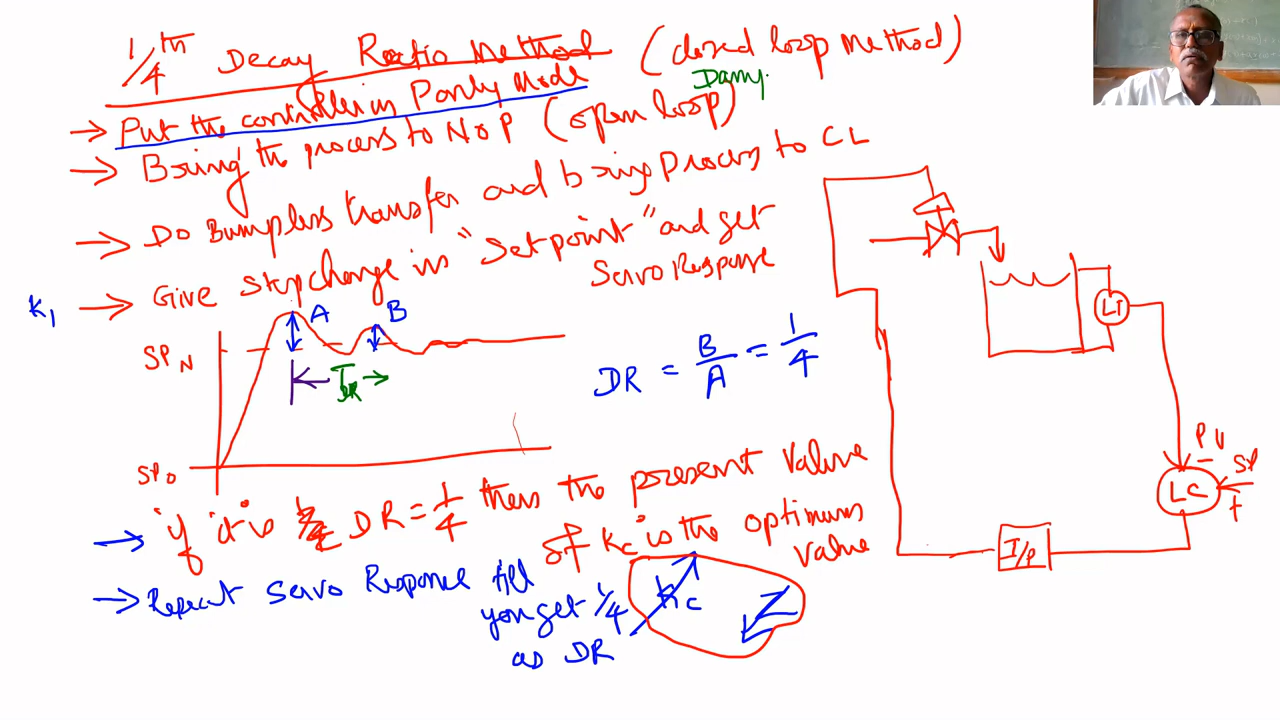 1/4th Decay Ratio Method (closed loop method)
Damp.
→ Put the controller in P only Mode
→ Bring the process to NOP (open loop)
→ Do Bumpless transfer and bring Process to CL
→ Give step change in "Set point" and get
Servo Response
K1
A
B
SPN
TDR
SP0
DR = B/A = 1/4
→ if it is DR = 1/4 then the present value
of Kc is the optimum
value
→ Repeat Servo Response till
you get 1/4
as DR
Kc
LT
PV
SP
LC
I/P